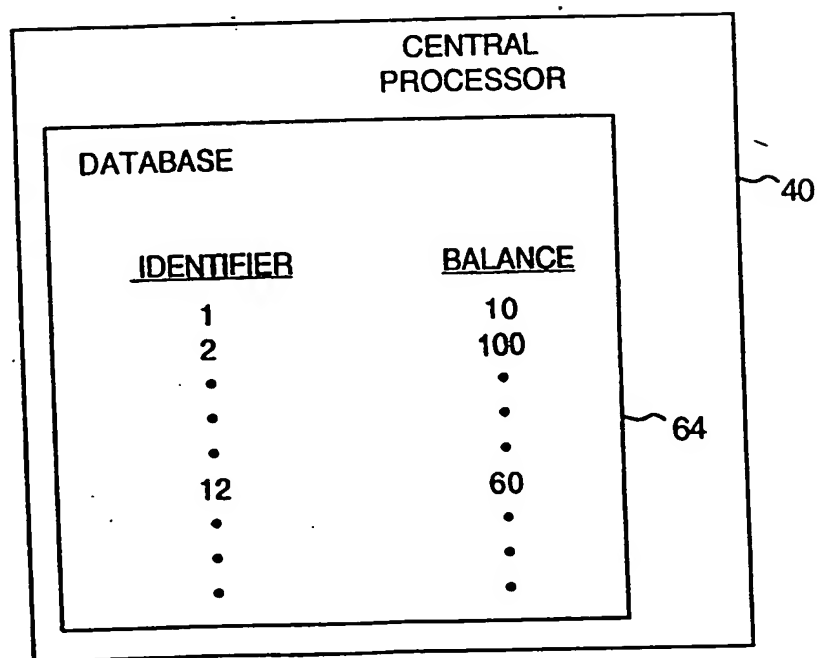 CENTRAL
PROCESSOR
DATABASE
40
IDENTIFIER BALANCE
1 10
2 100
• •
• •
64
• •
12 60
• •
• •
• •